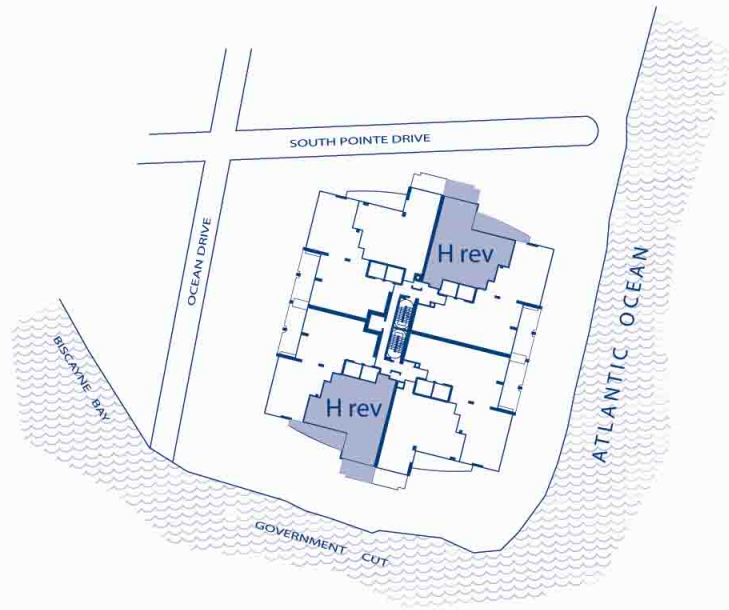 SOUTH POINTE DRIVE
OCEAN DRIVE
H rev
ATLANTIC OCEAN
BISCAYNE BAY
H rev
GOVERNMENT CUT